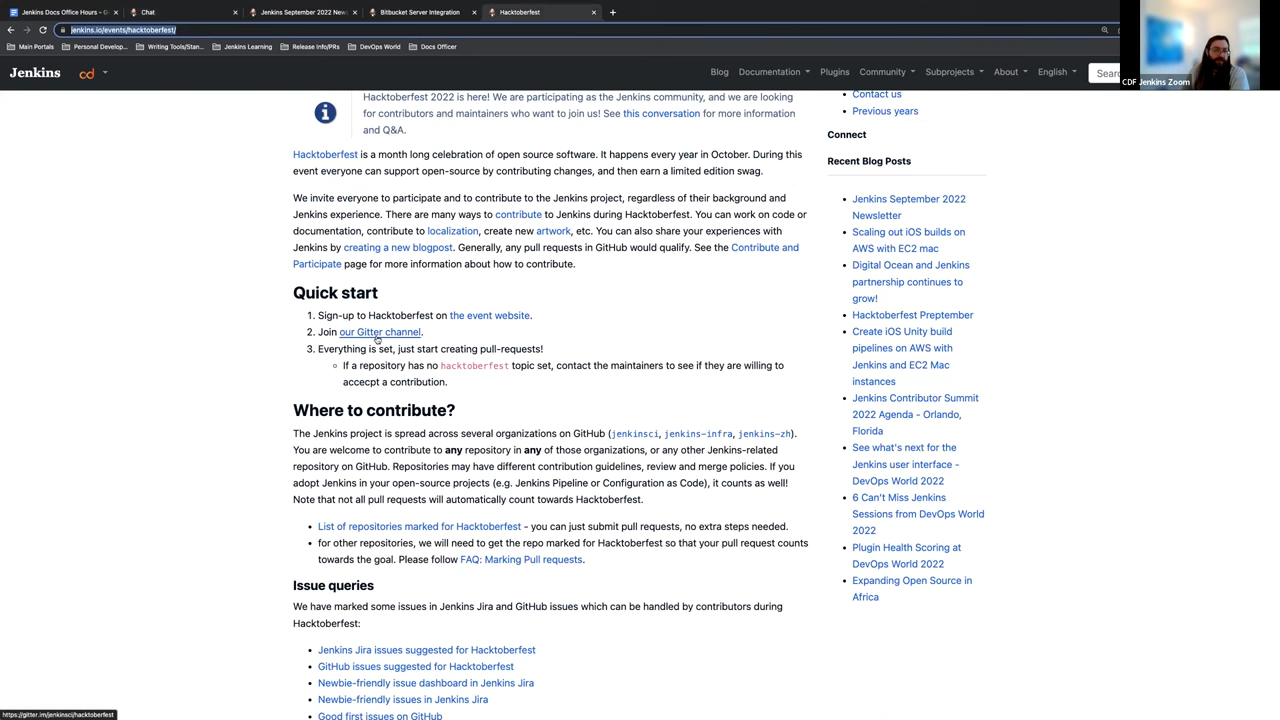 Jenkins Docs Office Hours - G
Chat
Jenkins September 2022 New
Bitbucket Server Integration
Hacktoberfest
jenkins.io/events/hacktoberfest/
Main Portals
Personal Develop...
Writing Tools/Stan...
Jenkins Learning
Release Info/PRs
DevOps World
Docs Officer
Jenkins
cd
Blog
Documentation
Plugins
Community
Subprojects
About
English
Searc
CDF Jenkins Zoom
Hacktoberfest 2022 is here! We are participating as the Jenkins community, and we are looking
for contributors and maintainers who want to join us! See this conversation for more information
and Q&A.
Hacktoberfest is a month long celebration of open source software. It happens every year in October. During this
event everyone can support open-source by contributing changes, and then earn a limited edition swag.
We invite everyone to participate and to contribute to the Jenkins project, regardless of their background and
Jenkins experience. There are many ways to contribute to Jenkins during Hacktoberfest. You can work on code or
documentation, contribute to localization, create new artwork, etc. You can also share your experiences with
Jenkins by creating a new blogpost. Generally, any pull requests in GitHub would qualify. See the Contribute and
Participate page for more information about how to contribute.
Quick start
1. Sign-up to Hacktoberfest on the event website.
2. Join our Gitter channel.
3. Everything is set, just start creating pull-requests!
If a repository has no hacktoberfest topic set, contact the maintainers to see if they are willing to
accecpt a contribution.
Where to contribute?
The Jenkins project is spread across several organizations on GitHub (jenkinsci, jenkins-infra, jenkins-zh).
You are welcome to contribute to any repository in any of those organizations, or any other Jenkins-related
repository on GitHub. Repositories may have different contribution guidelines, review and merge policies. If you
adopt Jenkins in your open-source projects (e.g. Jenkins Pipeline or Configuration as Code), it counts as well!
Note that not all pull requests will automatically count towards Hacktoberfest.
List of repositories marked for Hacktoberfest - you can just submit pull requests, no extra steps needed.
for other repositories, we will need to get the repo marked for Hacktoberfest so that your pull request counts
towards the goal. Please follow FAQ: Marking Pull requests.
Issue queries
We have marked some issues in Jenkins Jira and GitHub issues which can be handled by contributors during
Hacktoberfest:
Jenkins Jira issues suggested for Hacktoberfest
GitHub issues suggested for Hacktoberfest
Newbie-friendly issue dashboard in Jenkins Jira
Newbie-friendly issues in Jenkins Jira
Good first issues on GitHub
Contact us
Previous years
Connect
Recent Blog Posts
Jenkins September 2022
Newsletter
Scaling out iOS builds on
AWS with EC2 mac
Digital Ocean and Jenkins
partnership continues to
grow!
Hacktoberfest Preptember
Create iOS Unity build
pipelines on AWS with
Jenkins and EC2 Mac
instances
Jenkins Contributor Summit
2022 Agenda - Orlando,
Florida
See what's next for the
Jenkins user interface -
DevOps World 2022
6 Can't Miss Jenkins
Sessions from DevOps World
2022
Plugin Health Scoring at
DevOps World 2022
Expanding Open Source in
Africa
https://gitter.im/jenkinsci/hacktoberfest